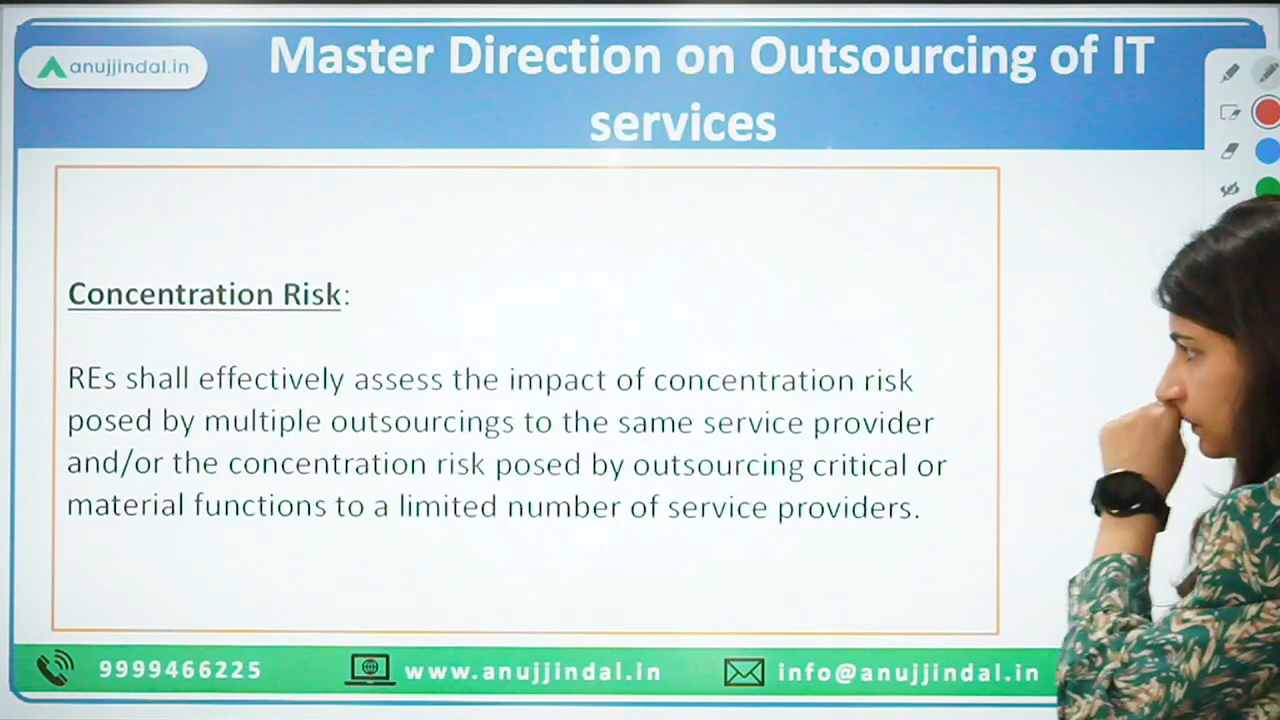 anujjindal.in
Master Direction on Outsourcing of IT
services
Concentration Risk:
REs shall effectively assess the impact of concentration risk
posed by multiple outsourcings to the same service provider
and/or the concentration risk posed by outsourcing critical or
material functions to a limited number of service providers.
9999466225
www.anujjindal.in
info@anujjindal.in